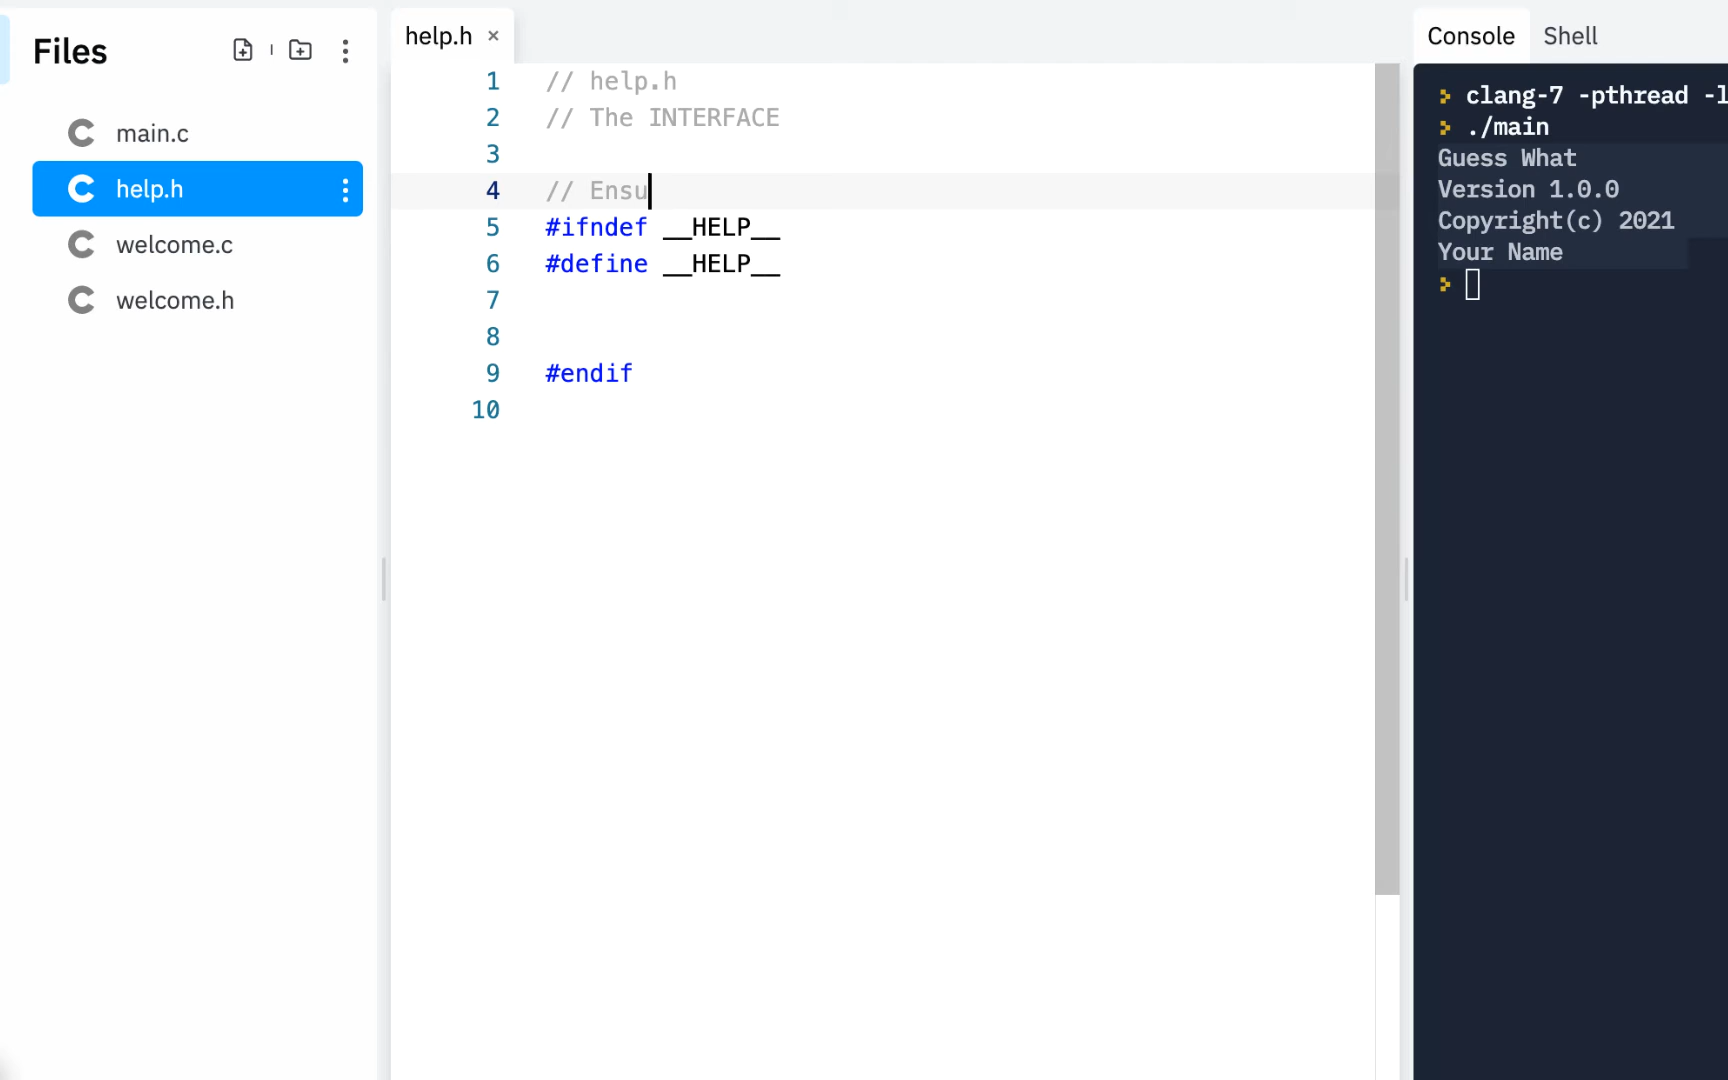 Files
main.c
help.h
welcome.c
welcome.h
help.h ×
1 // help.h
2 // The INTERFACE
3
4 // Ensu
5 #ifndef __HELP__
6 #define __HELP__
7
8
9 #endif
10
Console Shell
> clang-7 -pthread -l
> ./main
Guess What
Version 1.0.0
Copyright(c) 2021
Your Name
>